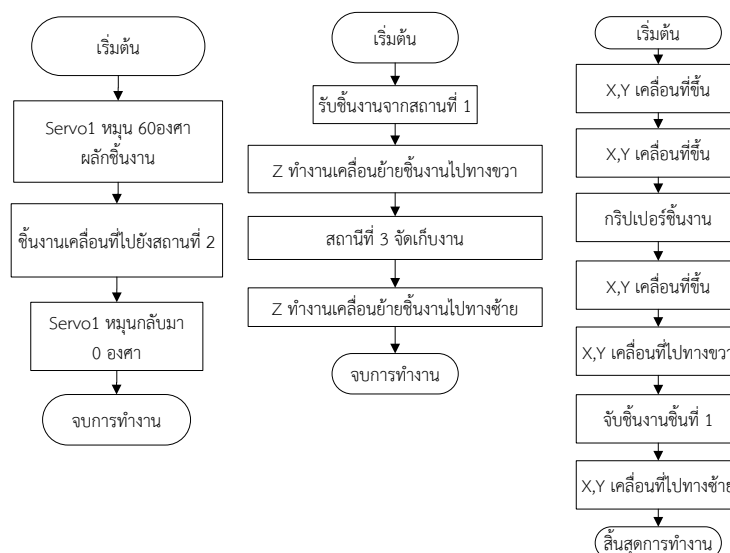 เริ่มต้น
Servo1 หมุน 60องศา
ผลักชิ้นงาน
ชิ้นงานเคลื่อนที่ไปยังสถานที่ 2
Servo1 หมุนกลับมา
0 องศา
จบการทำงาน
เริ่มต้น
รับชิ้นงานจากสถานที่ 1
Z ทำงานเคลื่อนย้ายชิ้นงานไปทางขวา
สถานีที่ 3 จัดเก็บงาน
Z ทำงานเคลื่อนย้ายชิ้นงานไปทางซ้าย
จบการทำงาน
เริ่มต้น
X,Y เคลื่อนที่ขึ้น
X,Y เคลื่อนที่ขึ้น
กริปเปอร์ชิ้นงาน
X,Y เคลื่อนที่ขึ้น
X,Y เคลื่อนที่ไปทางขวา
จับชิ้นงานชิ้นที่ 1
X,Y เคลื่อนที่ไปทางซ้าย
สิ้นสุดการทำงาน